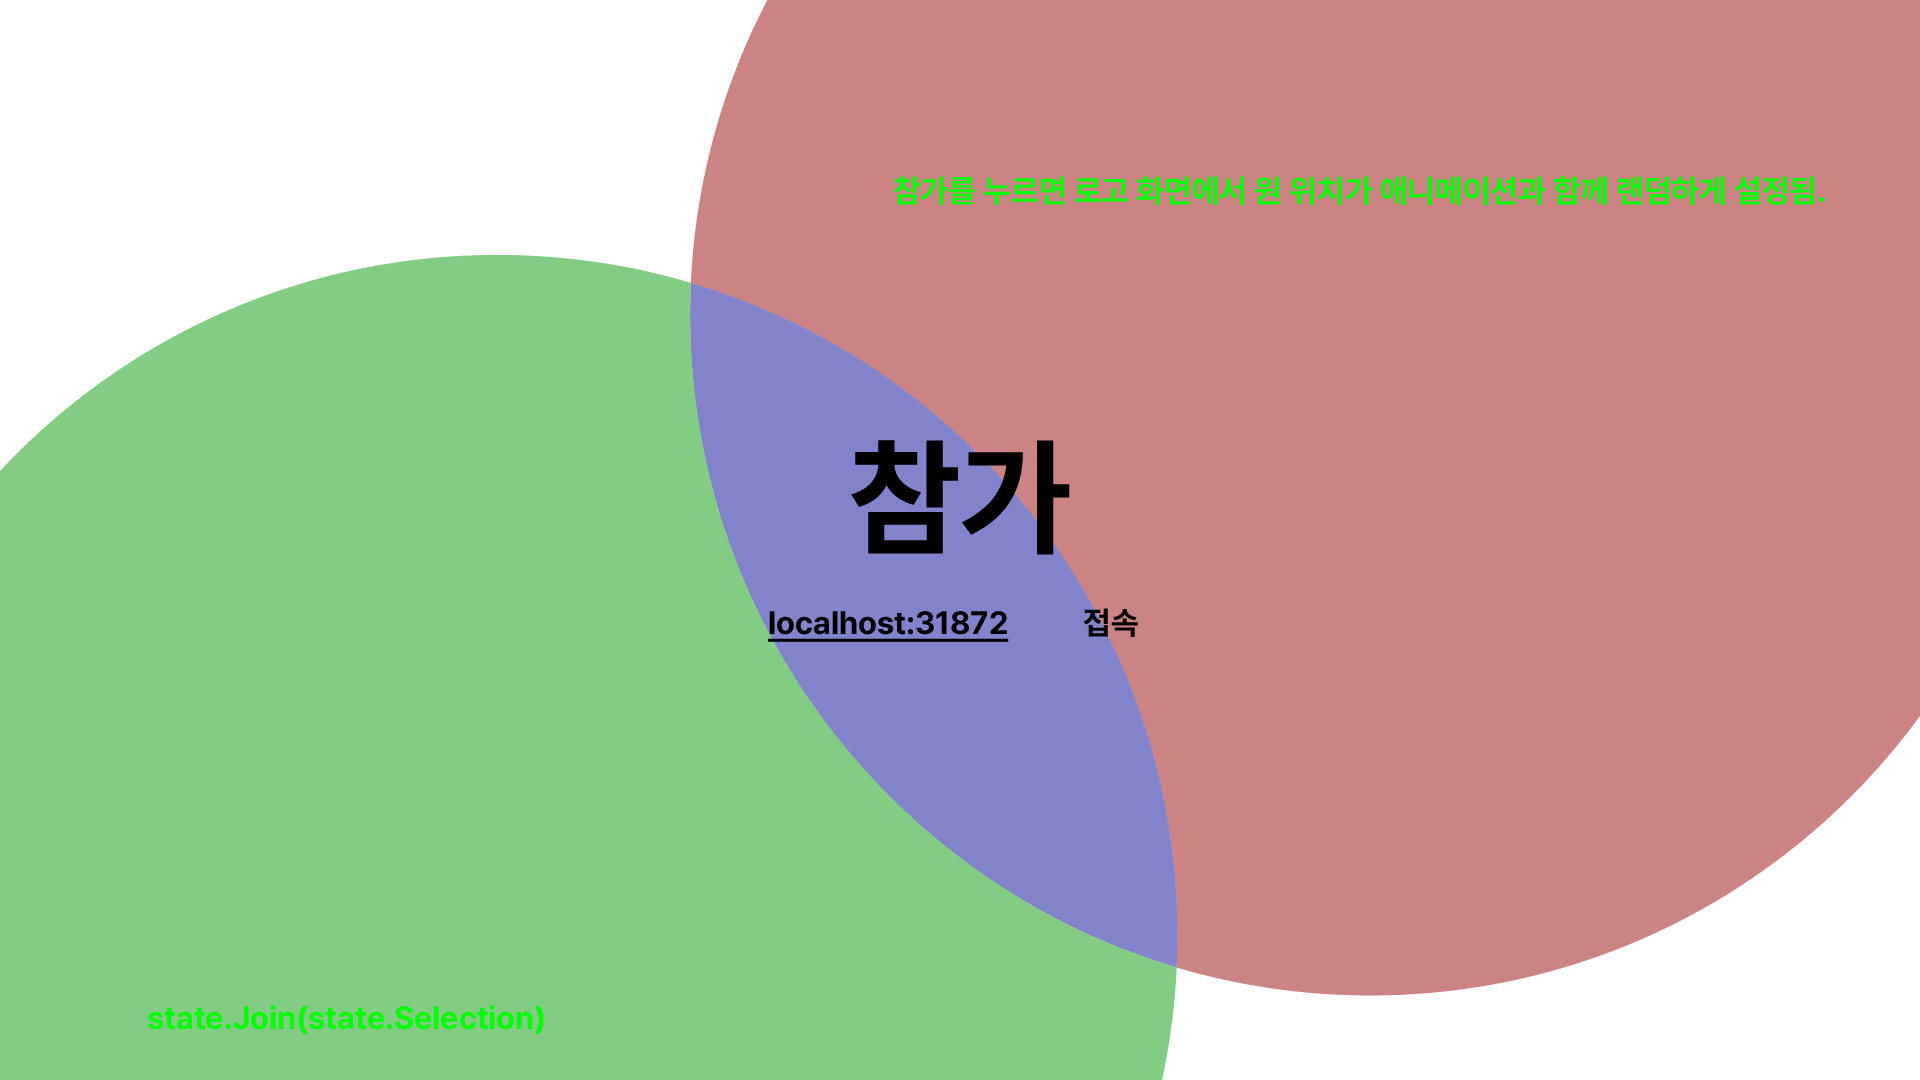 참가를 누르면 로고 화면에서 원 위치가 애니메이션과 함께 랜덤하게 설정됨.
참가
localhost:31872 접속
state.Join(state.Selection)